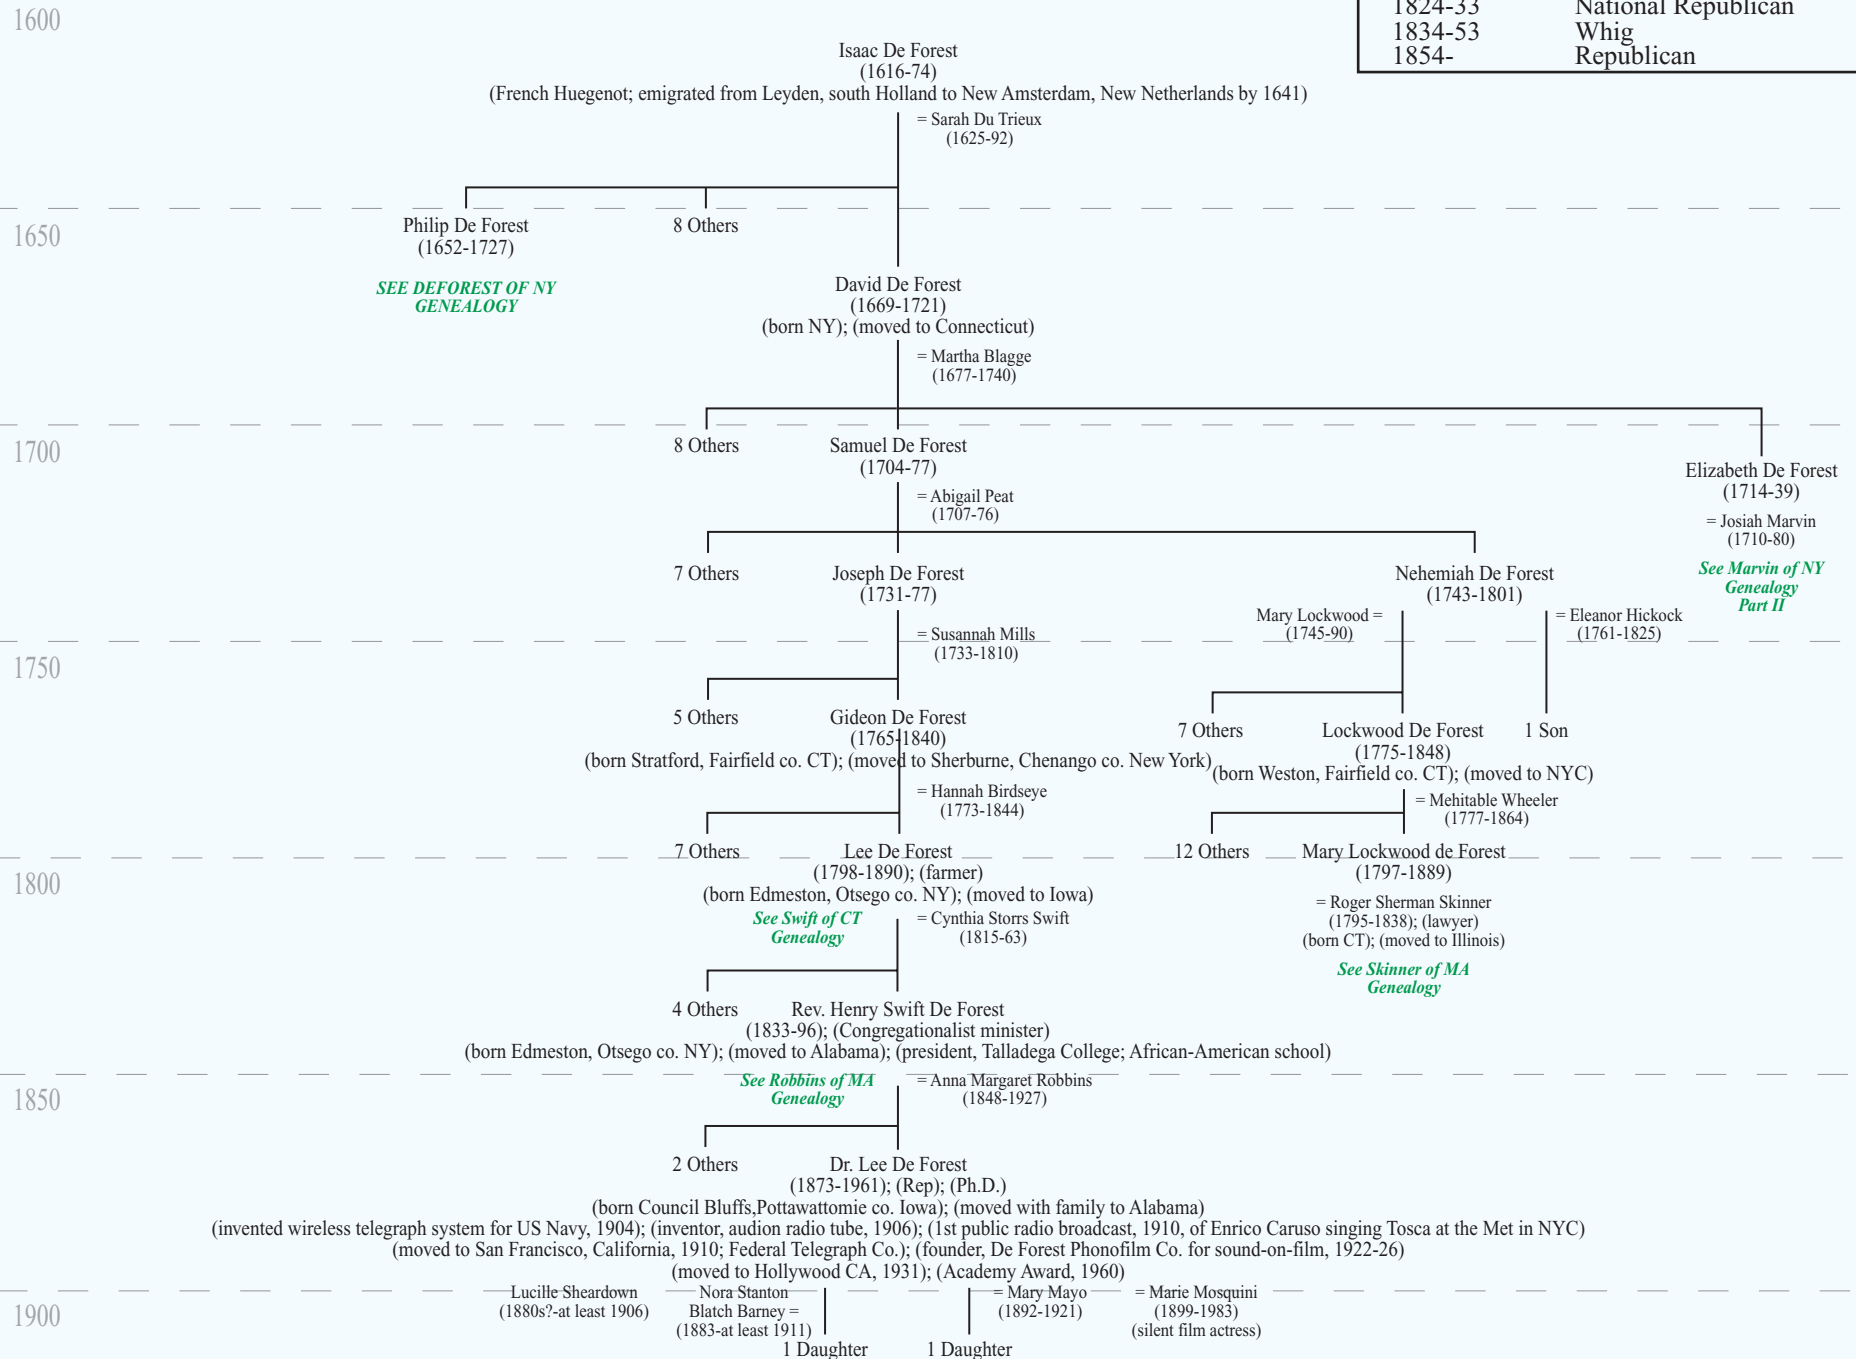 1600
1824-33 National Republican
1834-53 Whig
1854- Republican
Isaac De Forest
(1616-74)
(French Huegenot; emigrated from Leyden, south Holland to New Amsterdam, New Netherlands by 1641)
= Sarah Du Trieux
(1625-92)
1650
Philip De Forest
(1652-1727)
SEE DEFOREST OF NY
GENEALOGY
8 Others
David De Forest
(1669-1721)
(born NY); (moved to Connecticut)
= Martha Blagge
(1677-1740)
1700
8 Others
Samuel De Forest
(1704-77)
= Abigail Peat
(1707-76)
Elizabeth De Forest
(1714-39)
= Josiah Marvin
(1710-80)
See Marvin of NY
Genealogy
Part II
7 Others
Joseph De Forest
(1731-77)
= Susannah Mills
(1733-1810)
Nehemiah De Forest
(1743-1801)
Mary Lockwood =
(1745-90)
= Eleanor Hickock
(1761-1825)
1750
5 Others
Gideon De Forest
(1765-1840)
(born Stratford, Fairfield co. CT); (moved to Sherburne, Chenango co. New York)
= Hannah Birdseye
(1773-1844)
7 Others
Lockwood De Forest
(1775-1848)
(born Weston, Fairfield co. CT); (moved to NYC)
1 Son
= Mehitable Wheeler
(1777-1864)
1800
7 Others
Lee De Forest
(1798-1890); (farmer)
(born Edmeston, Otsego co. NY); (moved to Iowa)
See Swift of CT
Genealogy
= Cynthia Storrs Swift
(1815-63)
12 Others
Mary Lockwood de Forest
(1797-1889)
= Roger Sherman Skinner
(1795-1838); (lawyer)
(born CT); (moved to Illinois)
See Skinner of MA
Genealogy
4 Others
Rev. Henry Swift De Forest
(1833-96); (Congregationalist minister)
(born Edmeston, Otsego co. NY); (moved to Alabama); (president, Talladega College; African-American school)
1850
See Robbins of MA
Genealogy
= Anna Margaret Robbins
(1848-1927)
2 Others
Dr. Lee De Forest
(1873-1961); (Rep); (Ph.D.)
(born Council Bluffs,Pottawattomie co. Iowa); (moved with family to Alabama)
(invented wireless telegraph system for US Navy, 1904); (inventor, audion radio tube, 1906); (1st public radio broadcast, 1910, of Enrico Caruso singing Tosca at the Met in NYC)
(moved to San Francisco, California, 1910; Federal Telegraph Co.); (founder, De Forest Phonofilm Co. for sound-on-film, 1922-26)
(moved to Hollywood CA, 1931); (Academy Award, 1960)
1900
Lucille Sheardown
(1880s?-at least 1906)
Nora Stanton
Blatch Barney =
(1883-at least 1911)
1 Daughter
= Mary Mayo
(1892-1921)
1 Daughter
= Marie Mosquini
(1899-1983)
(silent film actress)